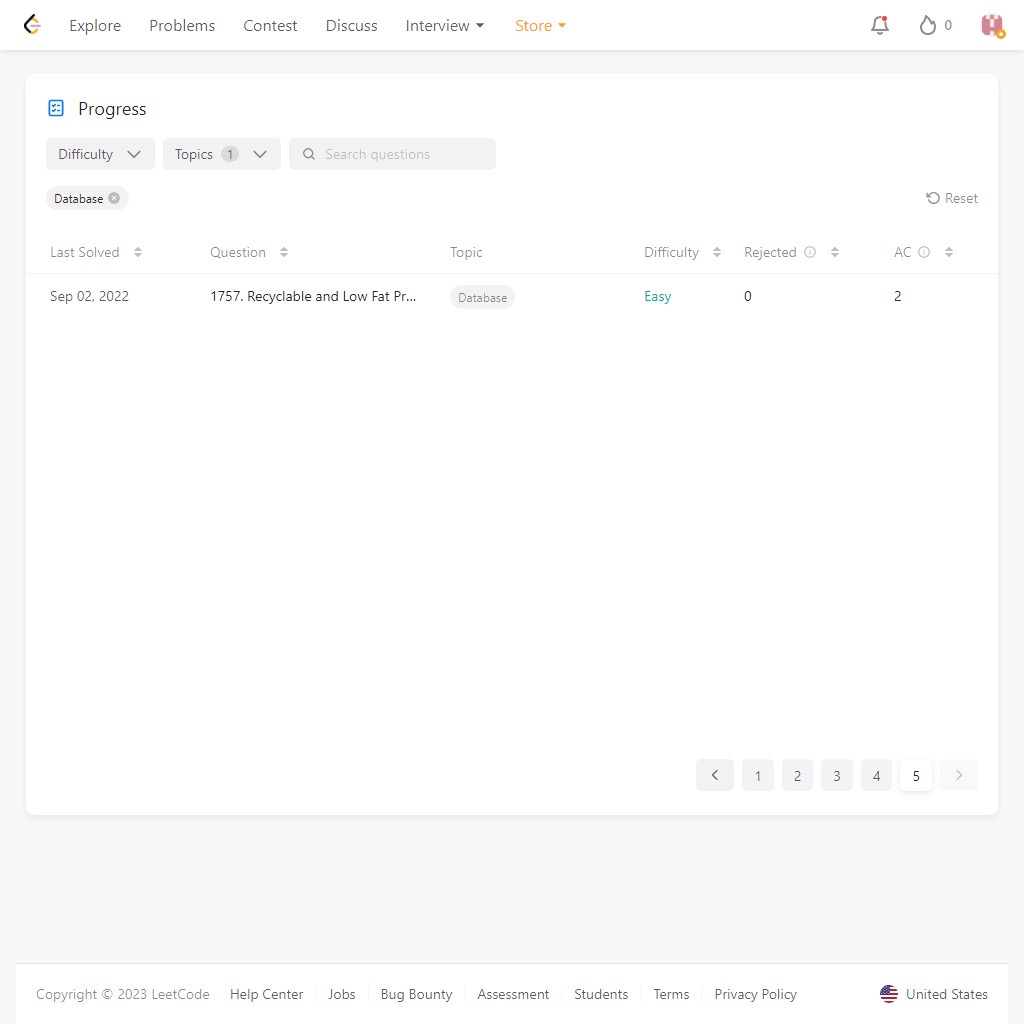 Explore Problems Contest Discuss Interview Store 0
Progress
Difficulty Topics 1 Search questions
Database Reset
Last Solved Question Topic Difficulty Rejected AC
Sep 02, 2022 1757. Recyclable and Low Fat Pr... Database Easy 0 2
1 2 3 4 5
Copyright © 2023 LeetCode Help Center Jobs Bug Bounty Assessment Students Terms Privacy Policy United States